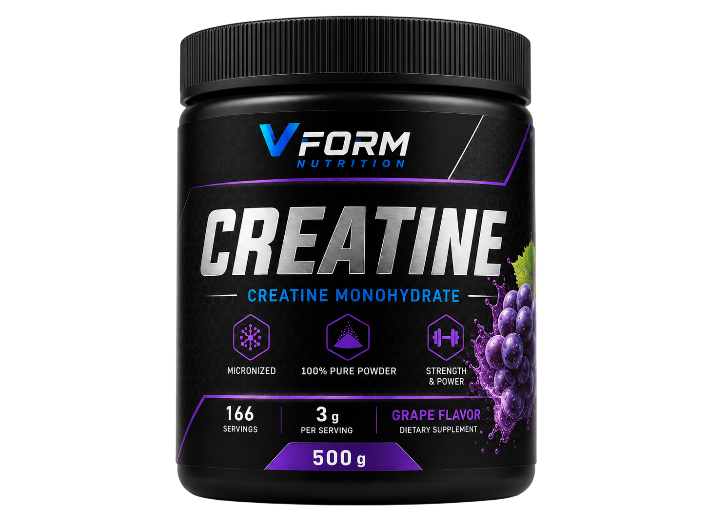 VFORM
NUTRITION
CREATINE
CREATINE MONOHYDRATE
MICRONIZED
100% PURE POWDER
STRENGTH
& POWER
166
SERVINGS
3 g
PER SERVING
GRAPE FLAVOR
DIETARY SUPPLEMENT
500 g